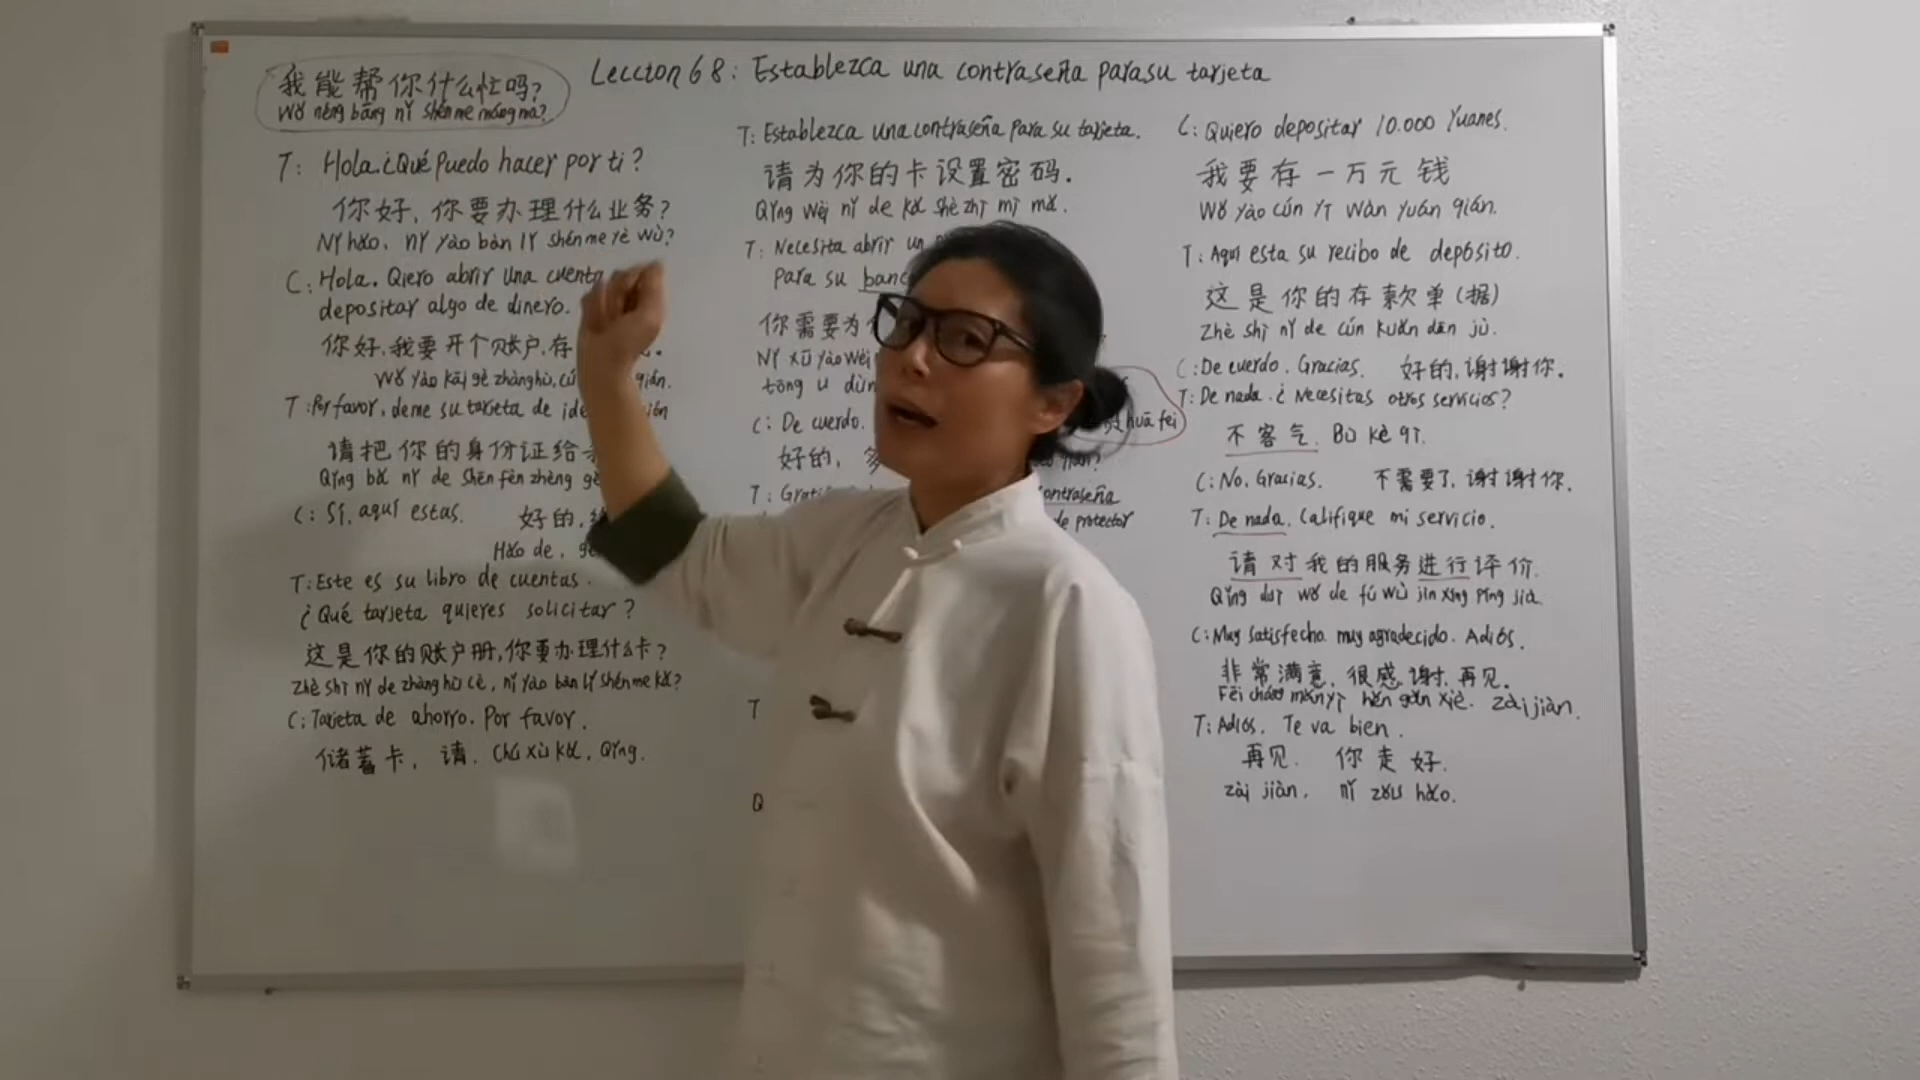 我能帮你什么忙吗?
Wǒ néng bāng nǐ shénme máng ma?
Leccion 68: Establezca una contraseña para su tarjeta
T: Hola. ¿Qué puedo hacer por ti?
你好, 你要办理什么业务?
Nǐ hǎo, nǐ yào bàn lǐ shénme yè wù?
C: Hola. Qiero abrir una cuenta
depositar algo de dinero.
你好, 我要开个账户, 存
Wǒ yào kāi gè zhànghù, cú qián.
T: Por favor, deme su tarjeta de
请把你的身份证给
Qǐng bǎ nǐ de shēn fèn zhèng gě
C: Sí, aquí estas. 好的,
Hǎo de,
T: Este es su libro de cuentas.
¿Qué tarjeta quieres solicitar?
这是你的账户册, 你要办理什么卡?
Zhè shì nǐ de zhàng hù cè, nǐ yào bàn lǐ shénme kǎ?
C: Tarjeta de ahorro. Por favor.
储蓄卡, 请. Chú xù kǎ, Qǐng.
T: Establezca una contraseña para su tarjeta.
请为你的卡设置密码.
Qǐng wèi nǐ de kǎ shè zhì mì mǎ.
T: Necesita abrir un
para su banc
你需要为
Nǐ xū yào wèi
tōng u dùn
huā fei
C: De cuerdo.
好的,
T: Grati contraseña
de protector
T
Q
C: Quiero depositar 10.000 Yuanes.
我要存一万元钱
Wǒ yào cún yī wàn yuán qián.
T: Aquí esta su recibo de depósito.
这是你的存款单(据)
Zhè shì nǐ de cún kuǎn dān jù.
C: De cuerdo. Gracias. 好的, 谢谢你.
T: De nada. ¿Necesitas otros servicios?
不客气. Bù kè qì.
C: No, Gracias. 不需要了, 谢谢你.
T: De nada. Califique mi servicio.
请对我的服务进行评价.
Qǐng duì wǒ de fú wù jìn xíng píng jià.
C: Muy satisfecho. muy agradecido. Adiós.
非常满意, 很感谢, 再见.
Fēi cháng mǎnyì hěn gǎn xiè. zài jiàn.
T: Adiós. Te va bien.
再见. 你走好.
zài jiàn. nǐ zǒu hǎo.